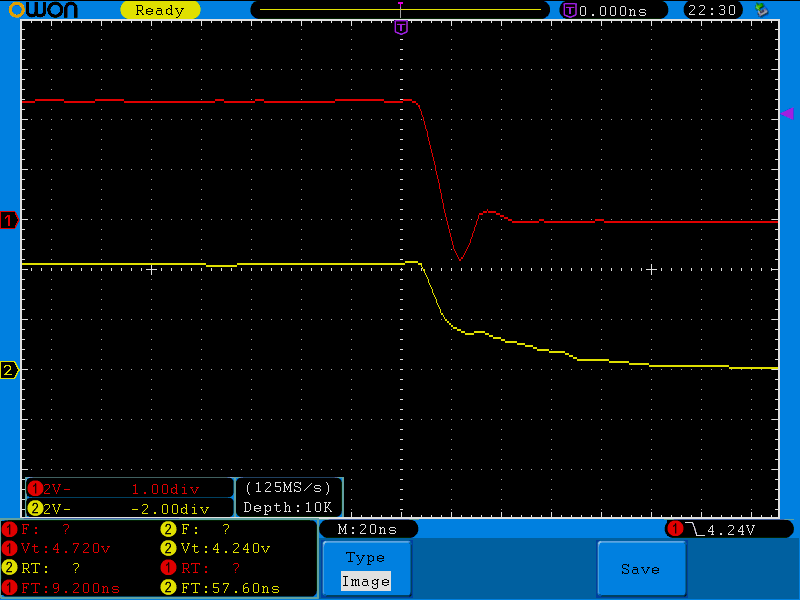 OWON Ready T 0.000ns 22:30
T
1
2
1 2V- 1.00div (125MS/s)
2 2V- -2.00div Depth:10K
1 F: ? 2 F: ? M:20ns 1 4.24V
1 Vt:4.720v 2 Vt:4.240v Type
2 RT: ? 1 RT: ? Save
1 FT:9.200ns 2 FT:57.60ns Image